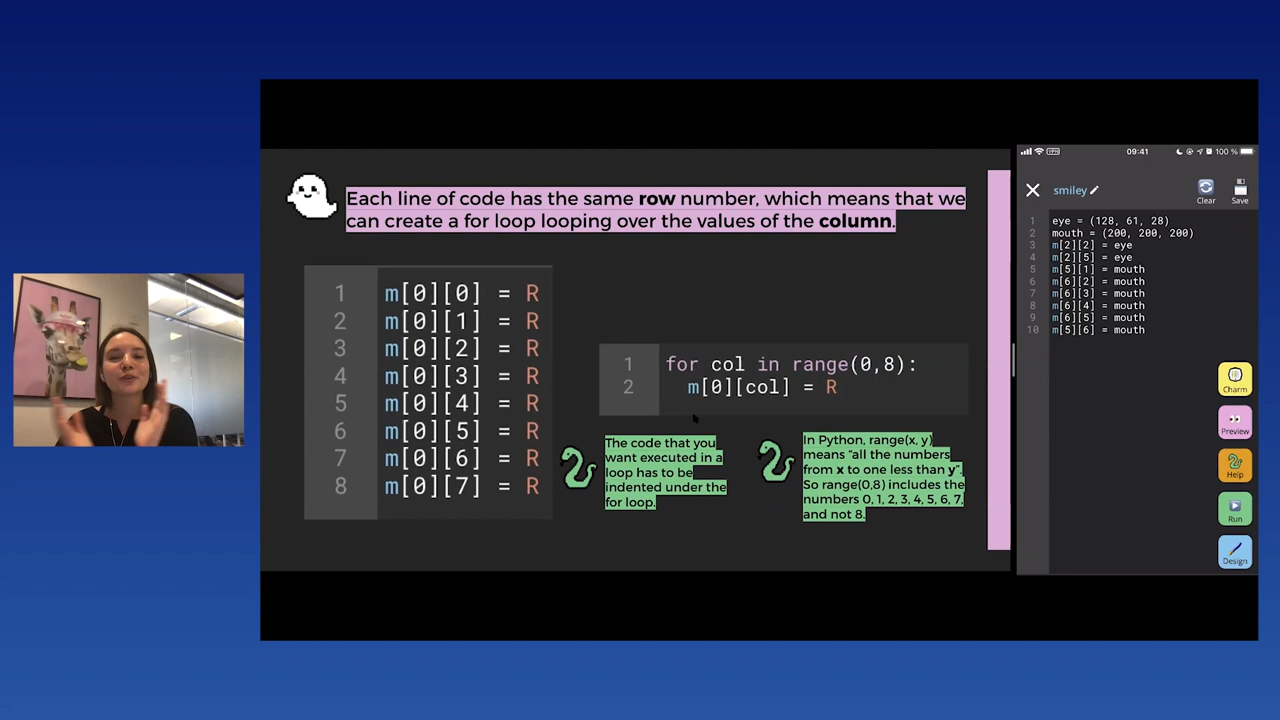 Each line of code has the same row number, which means that we
can create a for loop looping over the values of the column.
1 m[0][0] = R
2 m[0][1] = R
3 m[0][2] = R
4 m[0][3] = R
5 m[0][4] = R
6 m[0][5] = R
7 m[0][6] = R
8 m[0][7] = R
1 for col in range(0,8):
2 m[0][col] = R
The code that you
want executed in a
loop has to be
indented under the
for loop.
In Python, range(x, y)
means "all the numbers
from x to one less than y".
So range(0,8) includes the
numbers 0, 1, 2, 3, 4, 5, 6, 7,
and not 8.
VPN 09:41 100 %
smiley
Clear
Save
1 eye = (128, 61, 28)
2 mouth = (200, 200, 200)
3 m[2][2] = eye
4 m[2][5] = eye
5 m[5][1] = mouth
6 m[6][2] = mouth
7 m[6][3] = mouth
8 m[6][4] = mouth
9 m[6][5] = mouth
10 m[5][6] = mouth
Charm
Preview
Help
Run
Design